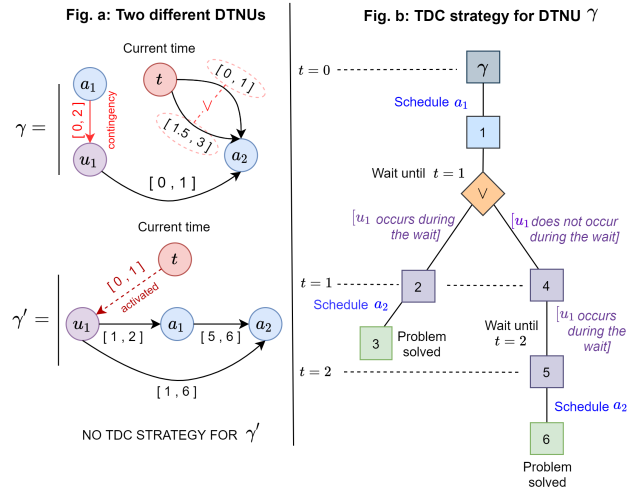 Fig. a: Two different DTNUs
Current time
a₁
t
[ 0 , 1 ]
[ 0, 2 ]
contingency
∨
[ 1.5 , 3 ]
γ =
u₁
a₂
[ 0 , 1 ]
Current time
t
[ 0, 1 ]
activated
γ′ =
u₁
a₁
a₂
[ 1 , 2 ]
[ 5 , 6 ]
[ 1 , 6 ]
NO TDC STRATEGY FOR γ′
Fig. b: TDC strategy for DTNU γ
t = 0
γ
Schedule a₁
1
Wait until t = 1
∨
[u₁ occurs during
the wait]
[u₁ does not occur
during the wait]
t = 1
2
4
Schedule a₂
3
Problem
solved
Wait until
t = 2
[u₁ occurs
during the
wait]
t = 2
5
Schedule a₂
6
Problem
solved